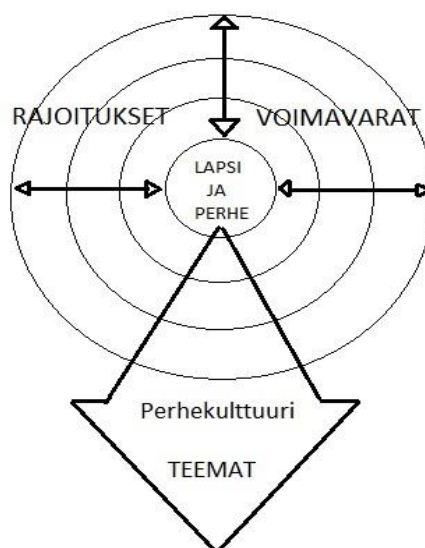 RAJOITUKSET
VOIMAVARAT
LAPSI
JA
PERHE
Perhekulttuuri
TEEMAT